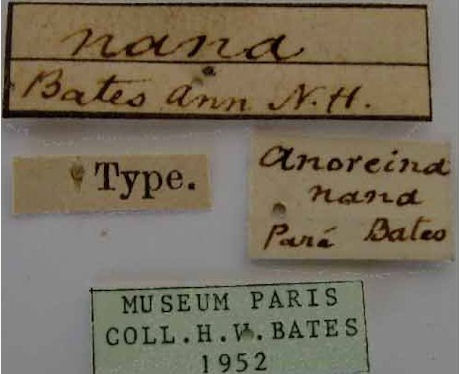 nana
Bates Ann N.H.
Type.
Anoreina
nana
Pará Bates
MUSEUM PARIS
COLL.H.W.BATES
1952